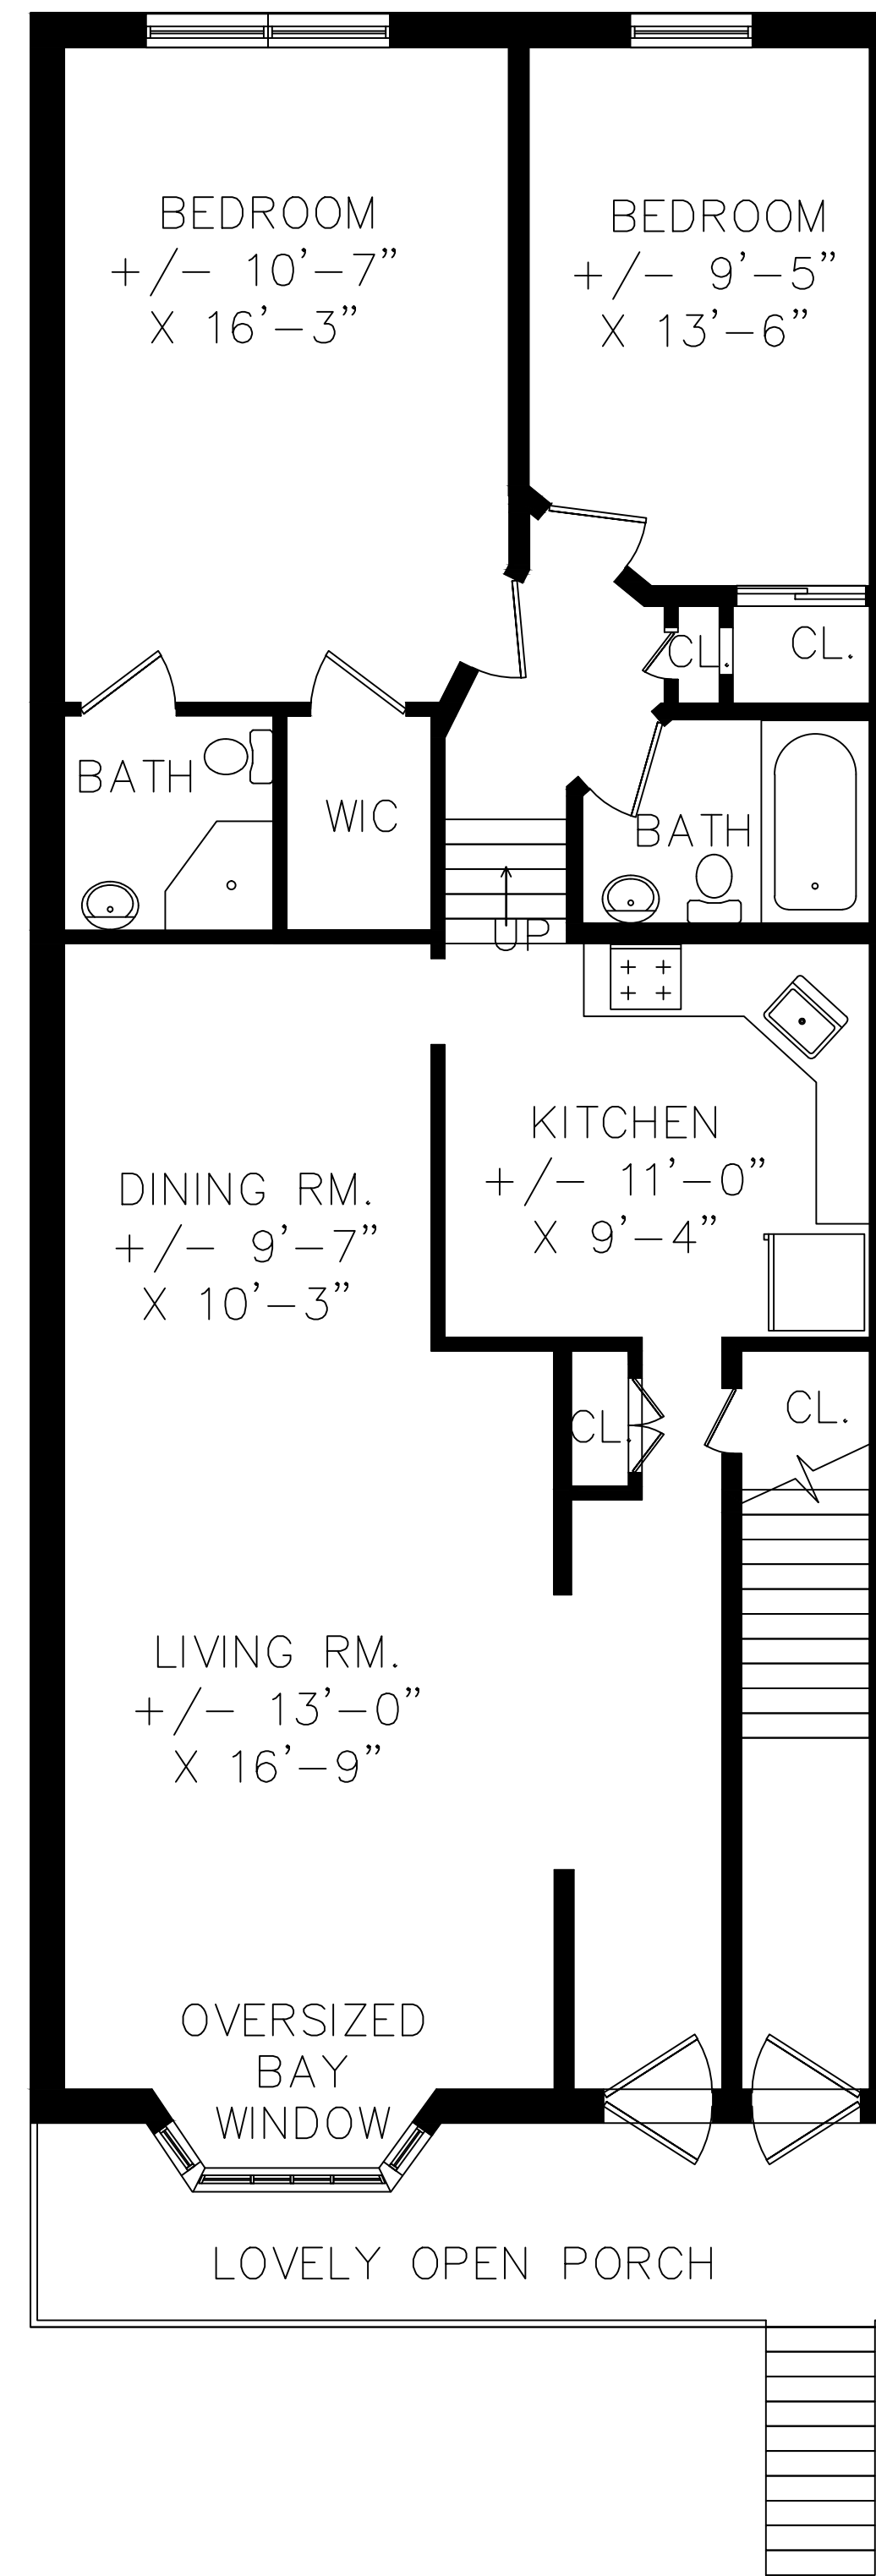 BEDROOM
+/- 10'-7"
X 16'-3"
BEDROOM
+/- 9'-5"
X 13'-6"
CL.
CL.
BATH
WIC
BATH
UP
KITCHEN
+/- 11'-0"
X 9'-4"
DINING RM.
+/- 9'-7"
X 10'-3"
CL.
CL.
LIVING RM.
+/- 13'-0"
X 16'-9"
OVERSIZED
BAY
WINDOW
LOVELY OPEN PORCH